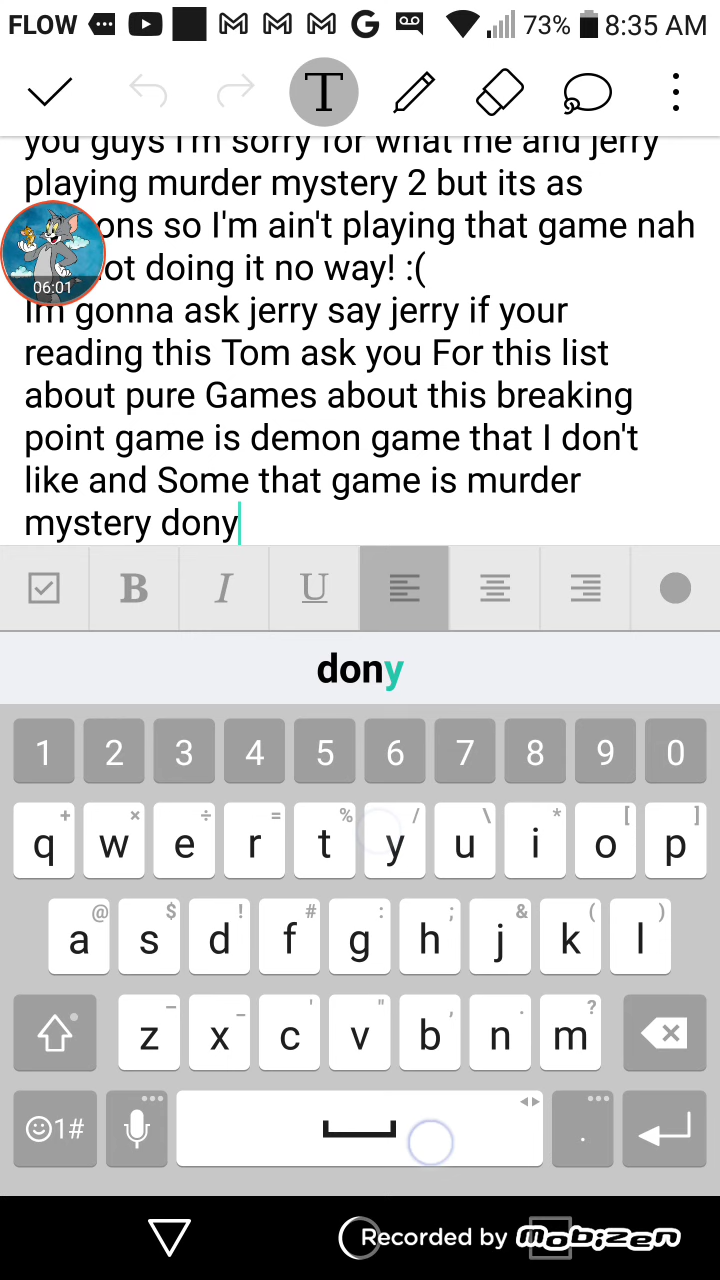 FLOW 73% 8:35 AM
T
you guys I'm sorry for what me and jerry
playing murder mystery 2 but its as
ons so I'm ain't playing that game nah
ot doing it no way! :(
06:01
Im gonna ask jerry say jerry if your
reading this Tom ask you For this list
about pure Games about this breaking
point game is demon game that I don't
like and Some that game is murder
mystery dony
B I U
dony
1 2 3 4 5 6 7 8 9 0
+ × ÷ = % / \ * [ ]
q w e r t y u i o p
@ $ ! # : ; & ( )
a s d f g h j k l
– _ ' " , . ?
z x c v b n m
1# .
Recorded by mobizen